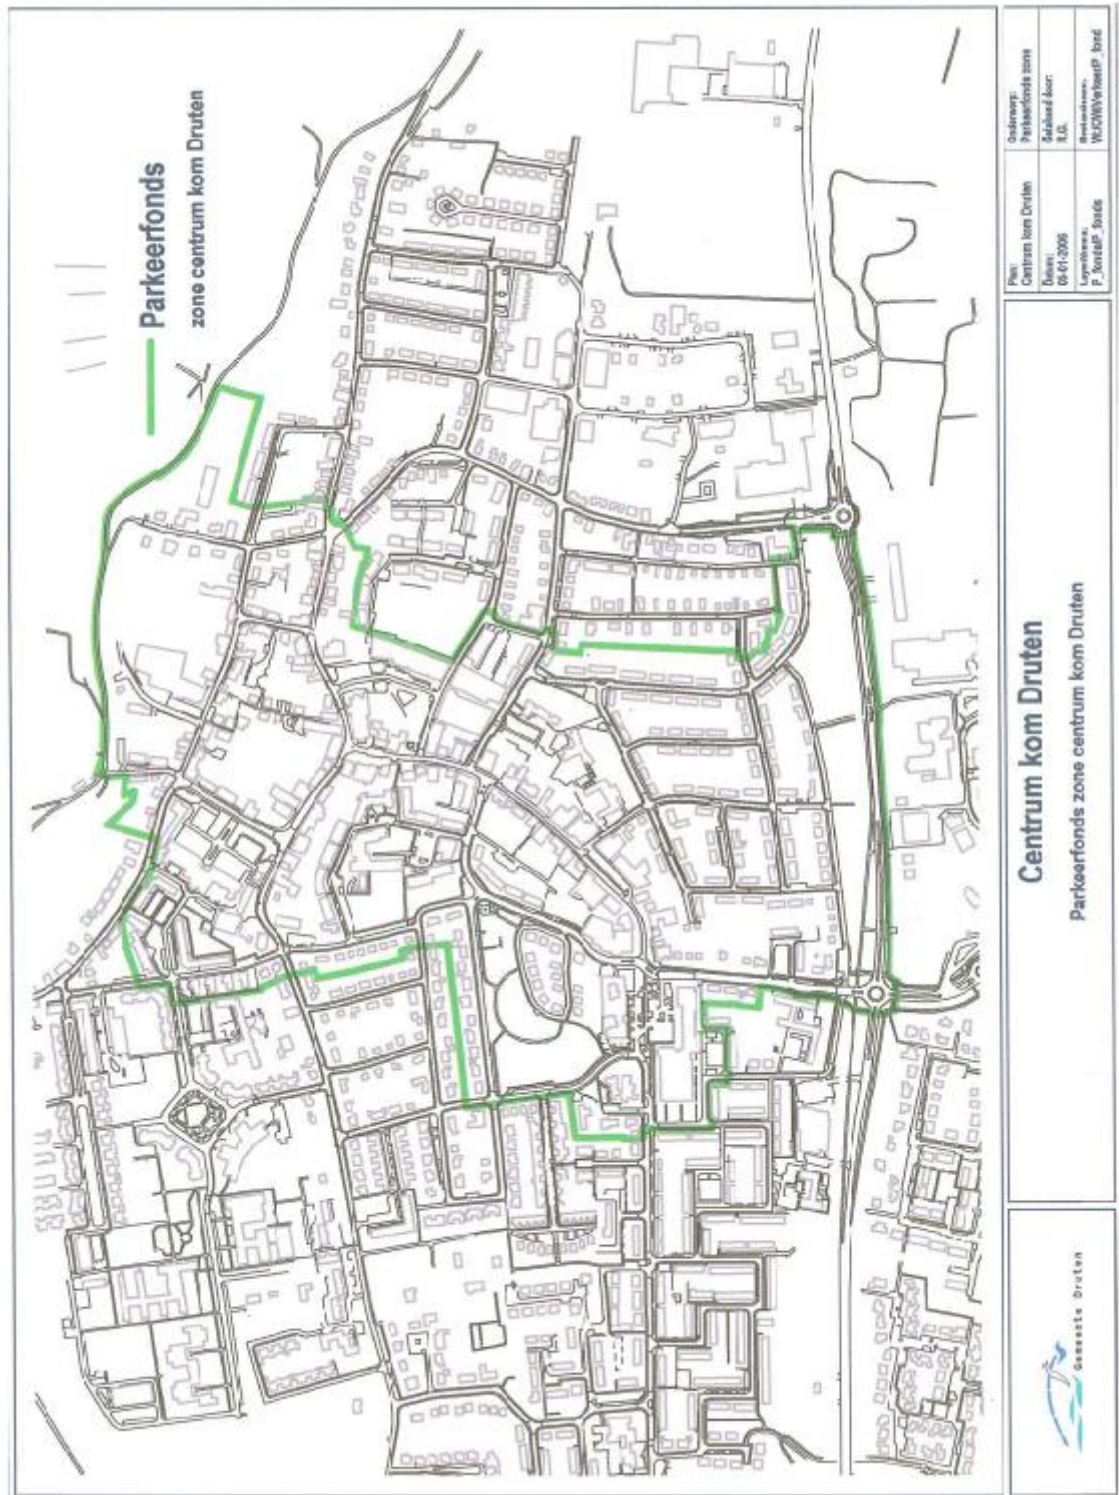 Parkeerfonds
zone centrum kom Druten
Plan:
Centrum kom Druten
Onderwerp:
Parkeerfonds zone
Datum:
Getekend door:
Centrum kom Druten
Parkeerfonds zone centrum kom Druten
Gemeente Druten